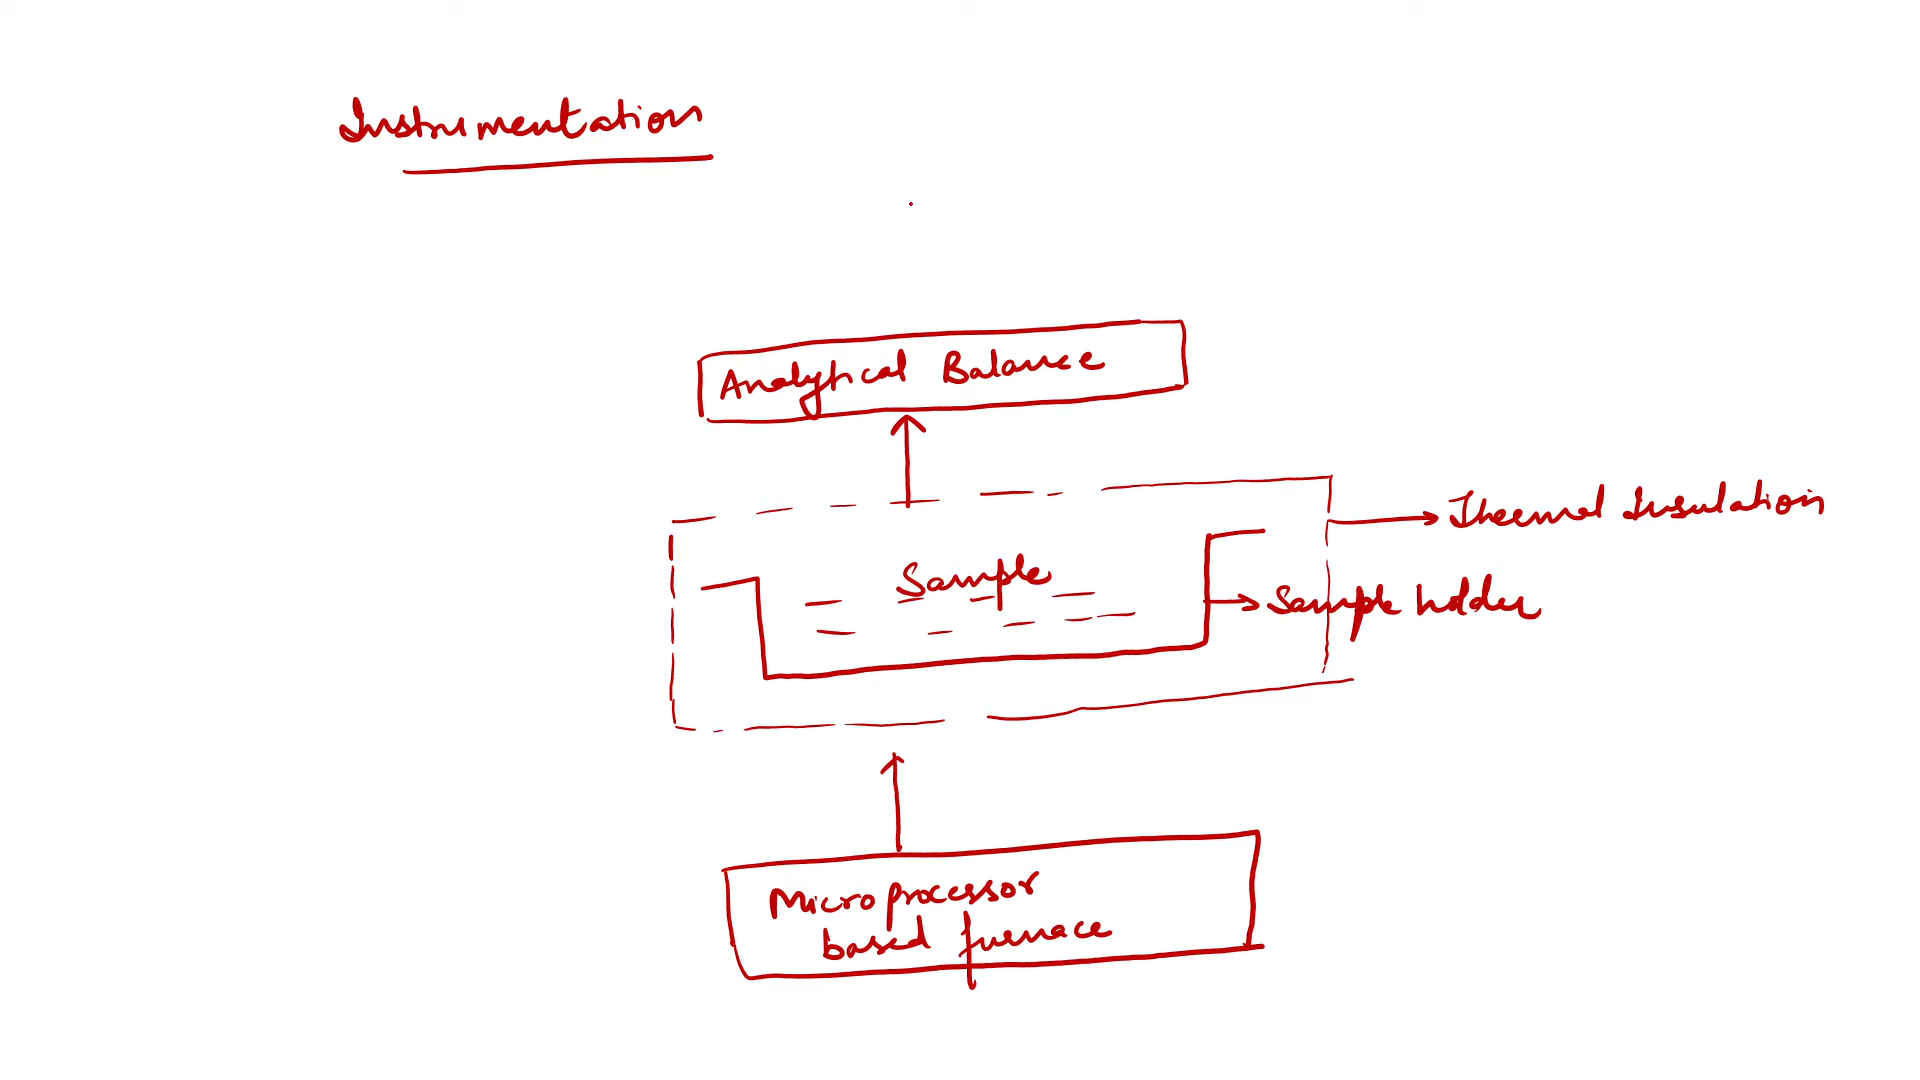 Instrumentation
Analytical Balance
Thermal Insulation
Sample
Sample holder
Microprocessor
based furnace